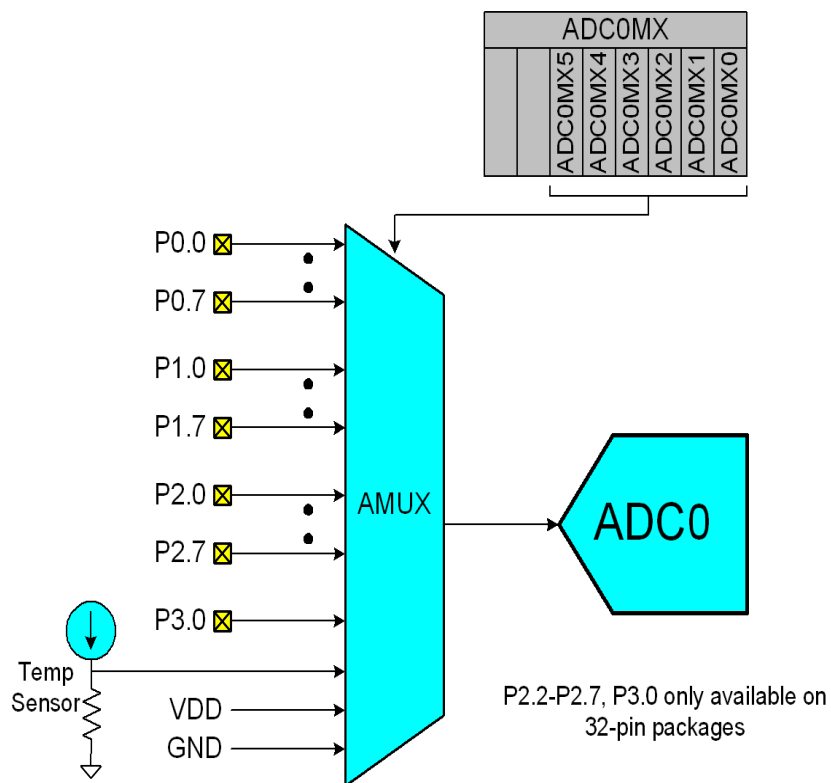 ADC0MX
ADC0MX5
ADC0MX4
ADC0MX3
ADC0MX2
ADC0MX1
ADC0MX0
P0.0
P0.7
P1.0
P1.7
P2.0
P2.7
P3.0
AMUX
ADC0
Temp
Sensor
VDD
GND
P2.2-P2.7, P3.0 only available on
32-pin packages